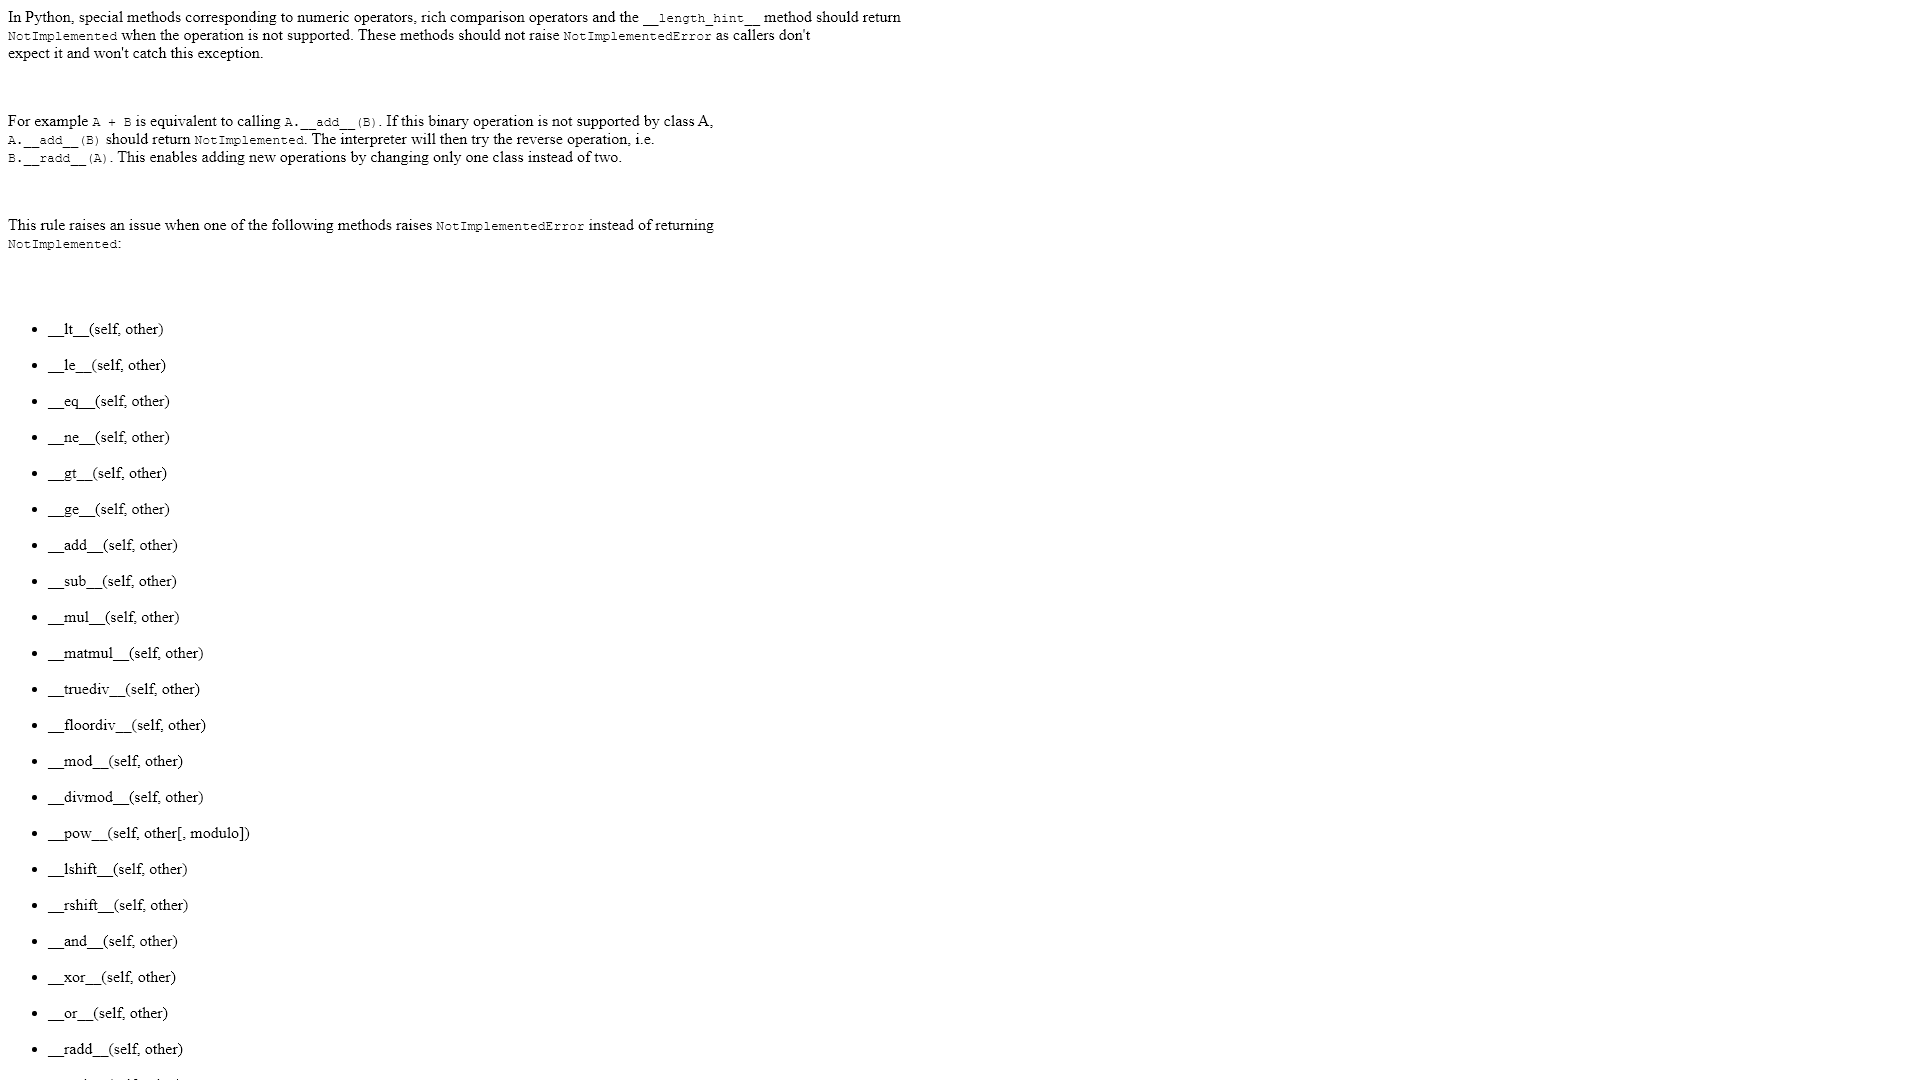 In Python, special methods corresponding to numeric operators, rich comparison operators and the __length_hint__ method should return
NotImplemented when the operation is not supported. These methods should not raise NotImplementedError as callers don't
expect it and won't catch this exception.
For example A + B is equivalent to calling A.__add__(B). If this binary operation is not supported by class A,
A.__add__(B) should return NotImplemented. The interpreter will then try the reverse operation, i.e.
B.__radd__(A). This enables adding new operations by changing only one class instead of two.
This rule raises an issue when one of the following methods raises NotImplementedError instead of returning
NotImplemented:
• __lt__(self, other)
• __le__(self, other)
• __eq__(self, other)
• __ne__(self, other)
• __gt__(self, other)
• __ge__(self, other)
• __add__(self, other)
• __sub__(self, other)
• __mul__(self, other)
• __matmul__(self, other)
• __truediv__(self, other)
• __floordiv__(self, other)
• __mod__(self, other)
• __divmod__(self, other)
• __pow__(self, other[, modulo])
• __lshift__(self, other)
• __rshift__(self, other)
• __and__(self, other)
• __xor__(self, other)
• __or__(self, other)
• __radd__(self, other)